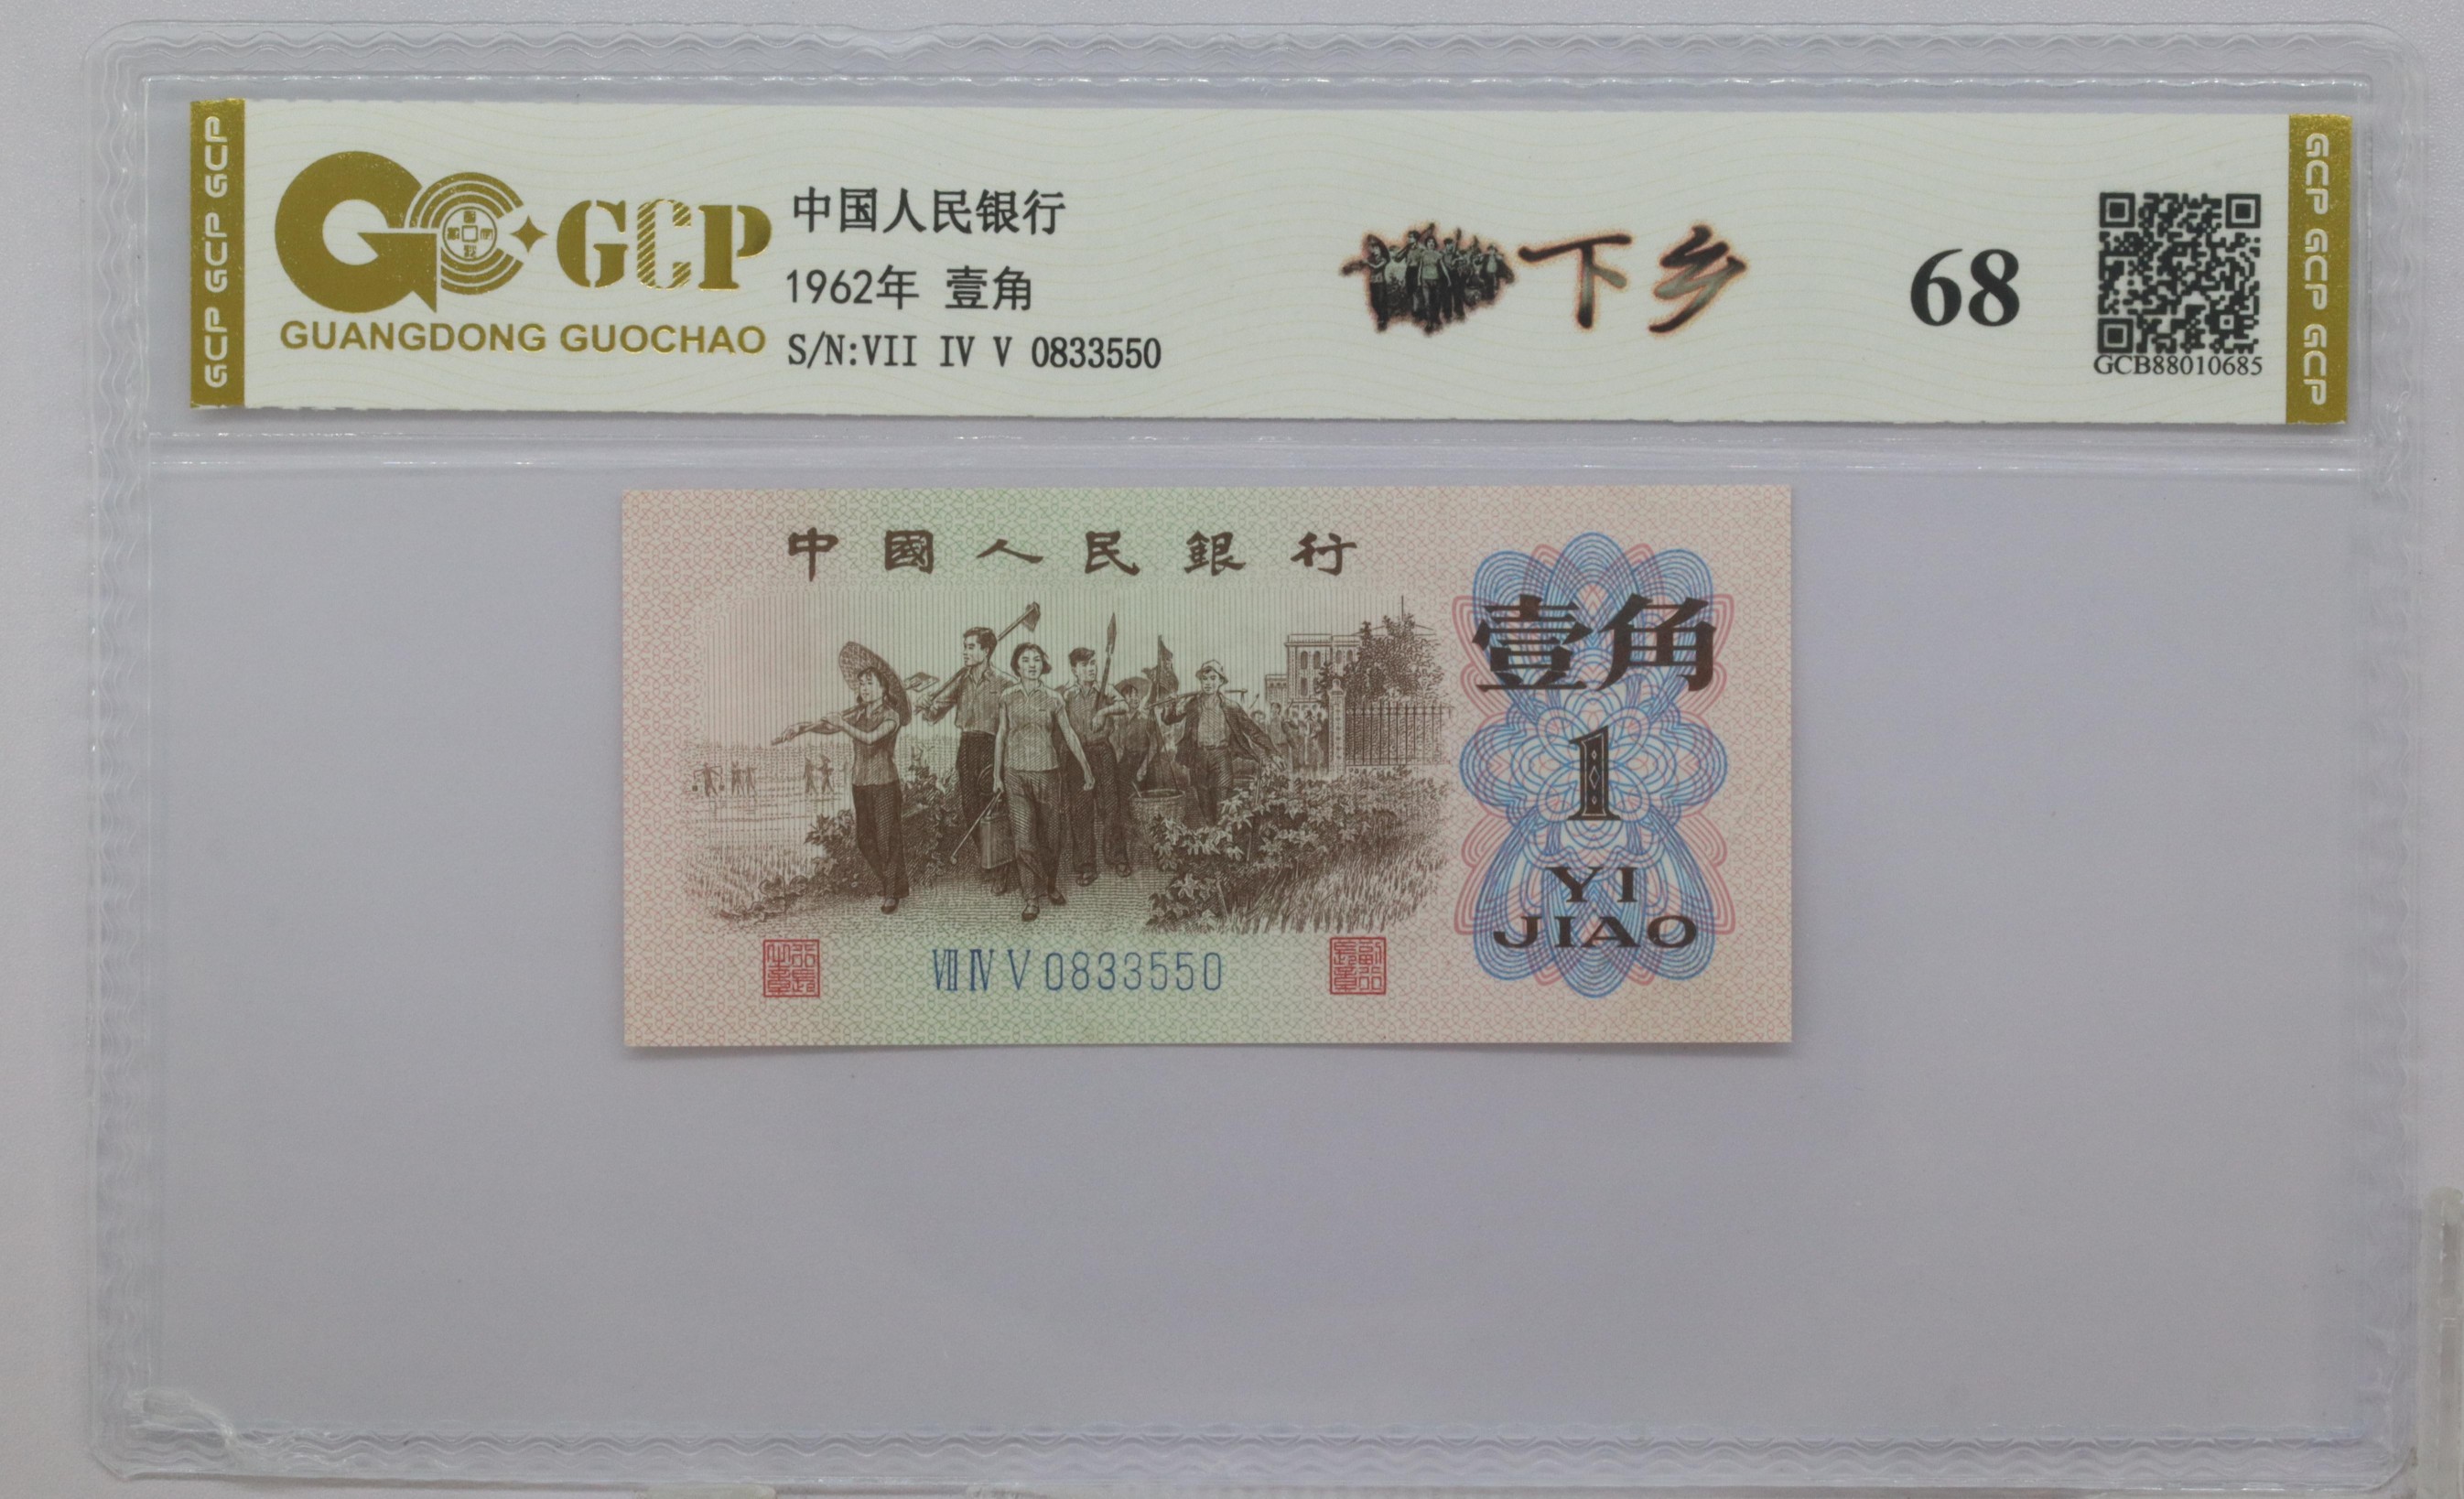 GCP GCP GCP
GCP
GUANGDONG GUOCHAO
中国人民银行
1962年 壹角
S/N:VII IV V 0833550
下乡
68
GCB88010685
GCP GCP GCP
中國人民銀行
壹角
1
YI
JIAO
VII IV V 0833550